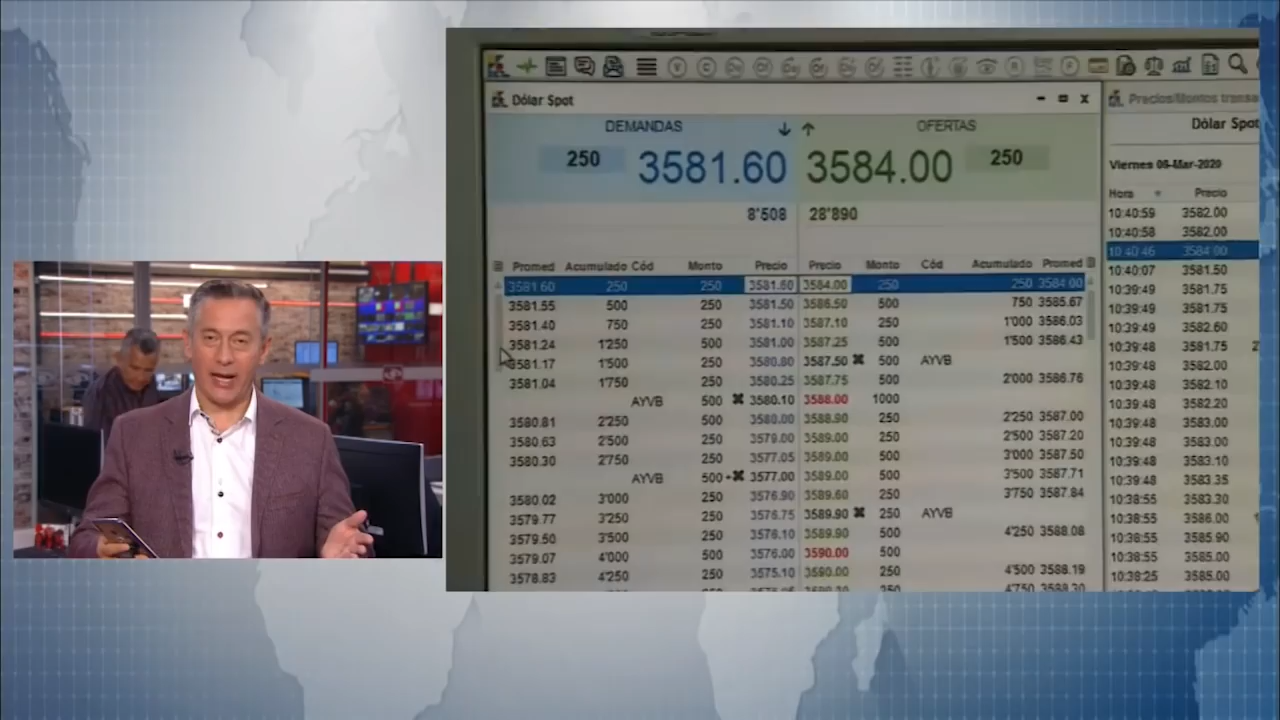 Dólar Spot
DEMANDAS OFERTAS
250 3581.60 3584.00 250
8'508 28'890
Promed Acumulado Cód Monto Precio Precio Monto Cód Acumulado Promed
3581.60 250 250 3581.60 3584.00 250 250 3584.00
3581.55 500 250 3581.50 3586.50 500 750 3585.67
3581.40 750 250 3581.10 3587.10 250 1'000 3586.03
3581.24 1'250 500 3581.00 3587.25 500 1'500 3586.43
3581.17 1'500 250 3580.80 3587.50 500 AYVB
3581.04 1'750 250 3580.25 3587.75 500 2'000 3586.76
AYVB 500 3580.10 3588.00 1000
3580.81 2'250 500 3580.00 3588.90 250 2'250 3587.00
3580.63 2'500 250 3579.00 3589.00 250 2'500 3587.20
3580.30 2'750 250 3577.05 3589.00 500 3'000 3587.50
AYVB 500 3577.00 3589.00 500 3'500 3587.71
3580.02 3'000 250 3576.90 3589.60 250 3'750 3587.84
3579.77 3'250 250 3576.75 3589.90 250 AYVB
3579.50 3'500 250 3576.10 3589.90 500 4'250 3588.08
3579.07 4'000 500 3576.00 3590.00 500
3578.83 4'250 250 3575.10 3590.00 250 4'500 3588.19
4'750 3588.30
Precios/Montos transa
Dólar Spot
Viernes 06-Mar-2020
Hora Precio
10:40:59 3582.00
10:40:58 3582.00
10:40:46 3584.00
10:40:07 3581.50
10:39:49 3581.75
10:39:49 3581.75
10:39:49 3582.60
10:39:48 3581.75 2
10:39:48 3582.00
10:39:48 3582.10
10:39:48 3582.20
10:39:48 3583.00
10:39:48 3583.00
10:39:48 3583.10
10:39:48 3583.35
10:38:55 3583.30
10:38:55 3586.00
10:38:55 3585.90
10:38:55 3585.00
10:38:25 3585.00